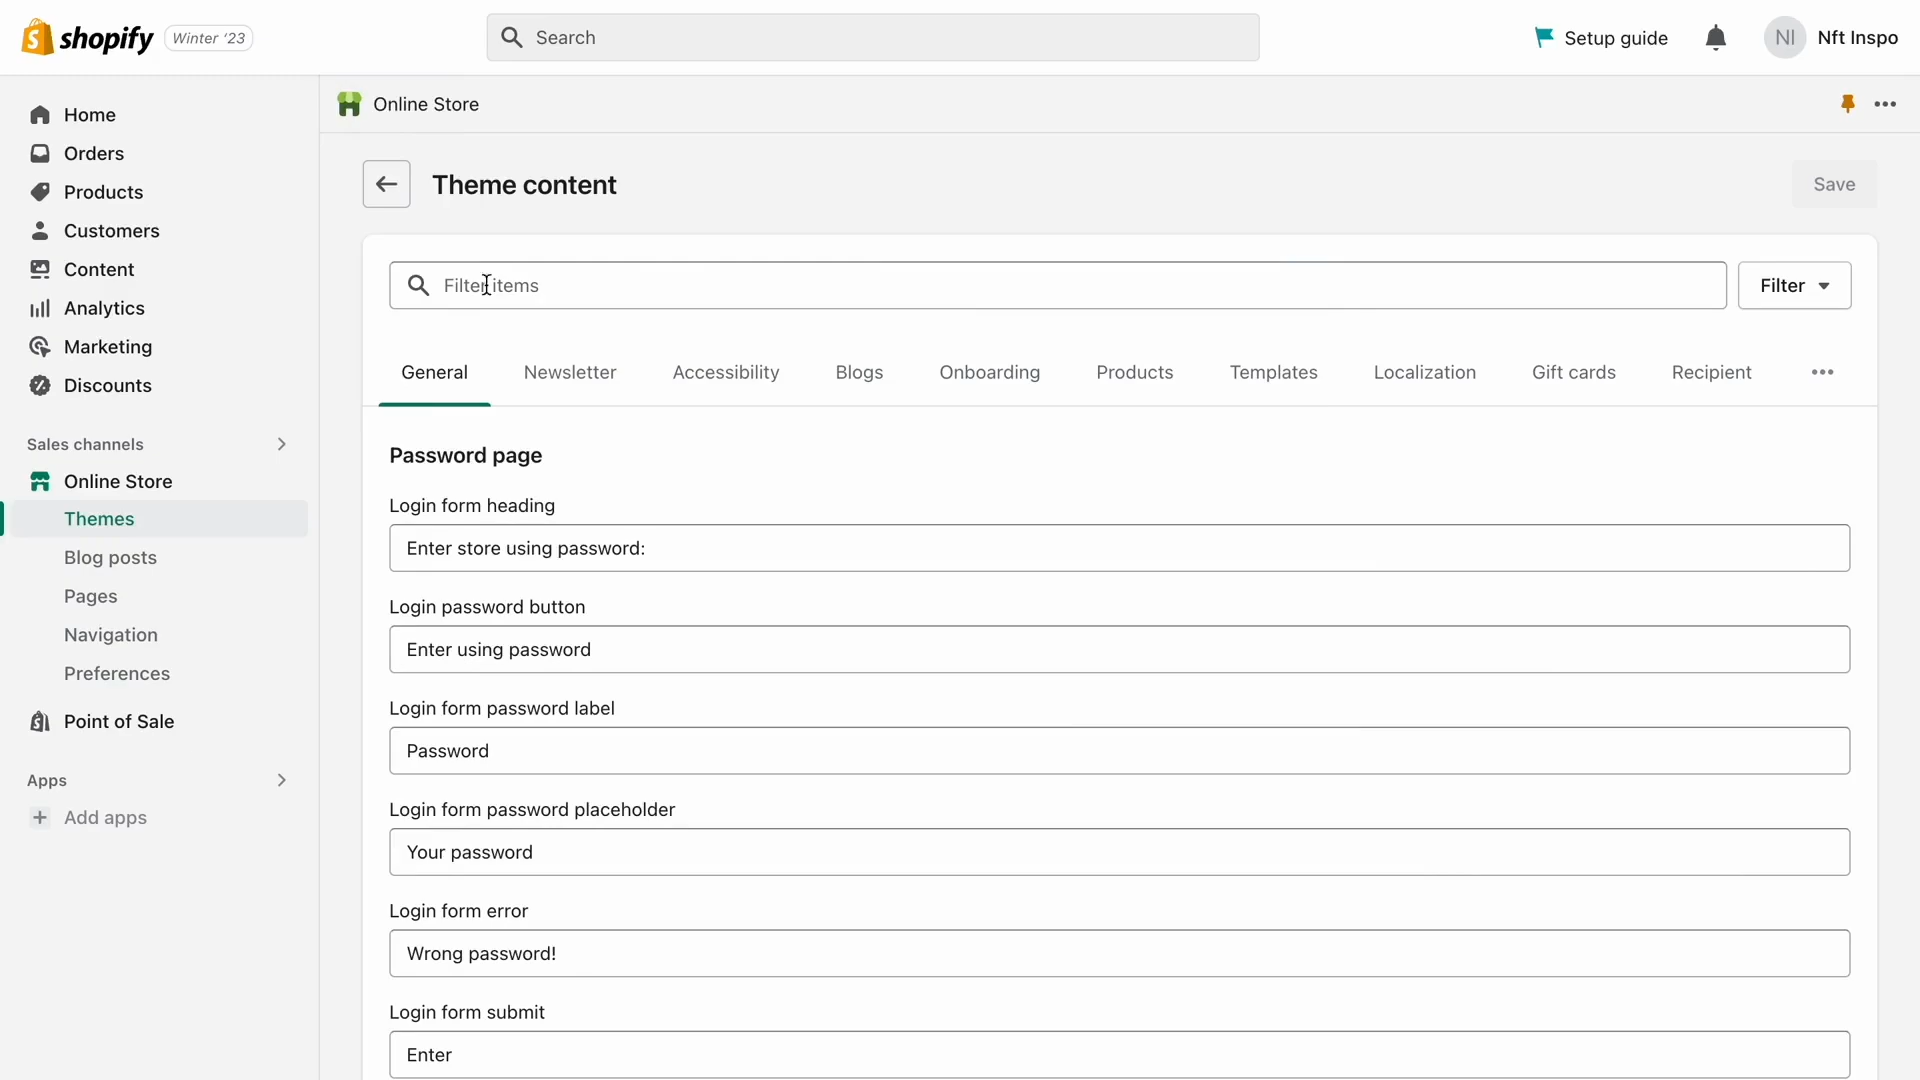 shopify Winter ‘23
Search
Setup guide
NI Nft Inspo
Home
Orders
Products
Customers
Content
Analytics
Marketing
Discounts
Sales channels
Online Store
Themes
Blog posts
Pages
Navigation
Preferences
Point of Sale
Apps
Add apps
Online Store
Theme content
Save
Filter items
Filter
General Newsletter Accessibility Blogs Onboarding Products Templates Localization Gift cards Recipient
Password page
Login form heading
Enter store using password:
Login password button
Enter using password
Login form password label
Password
Login form password placeholder
Your password
Login form error
Wrong password!
Login form submit
Enter